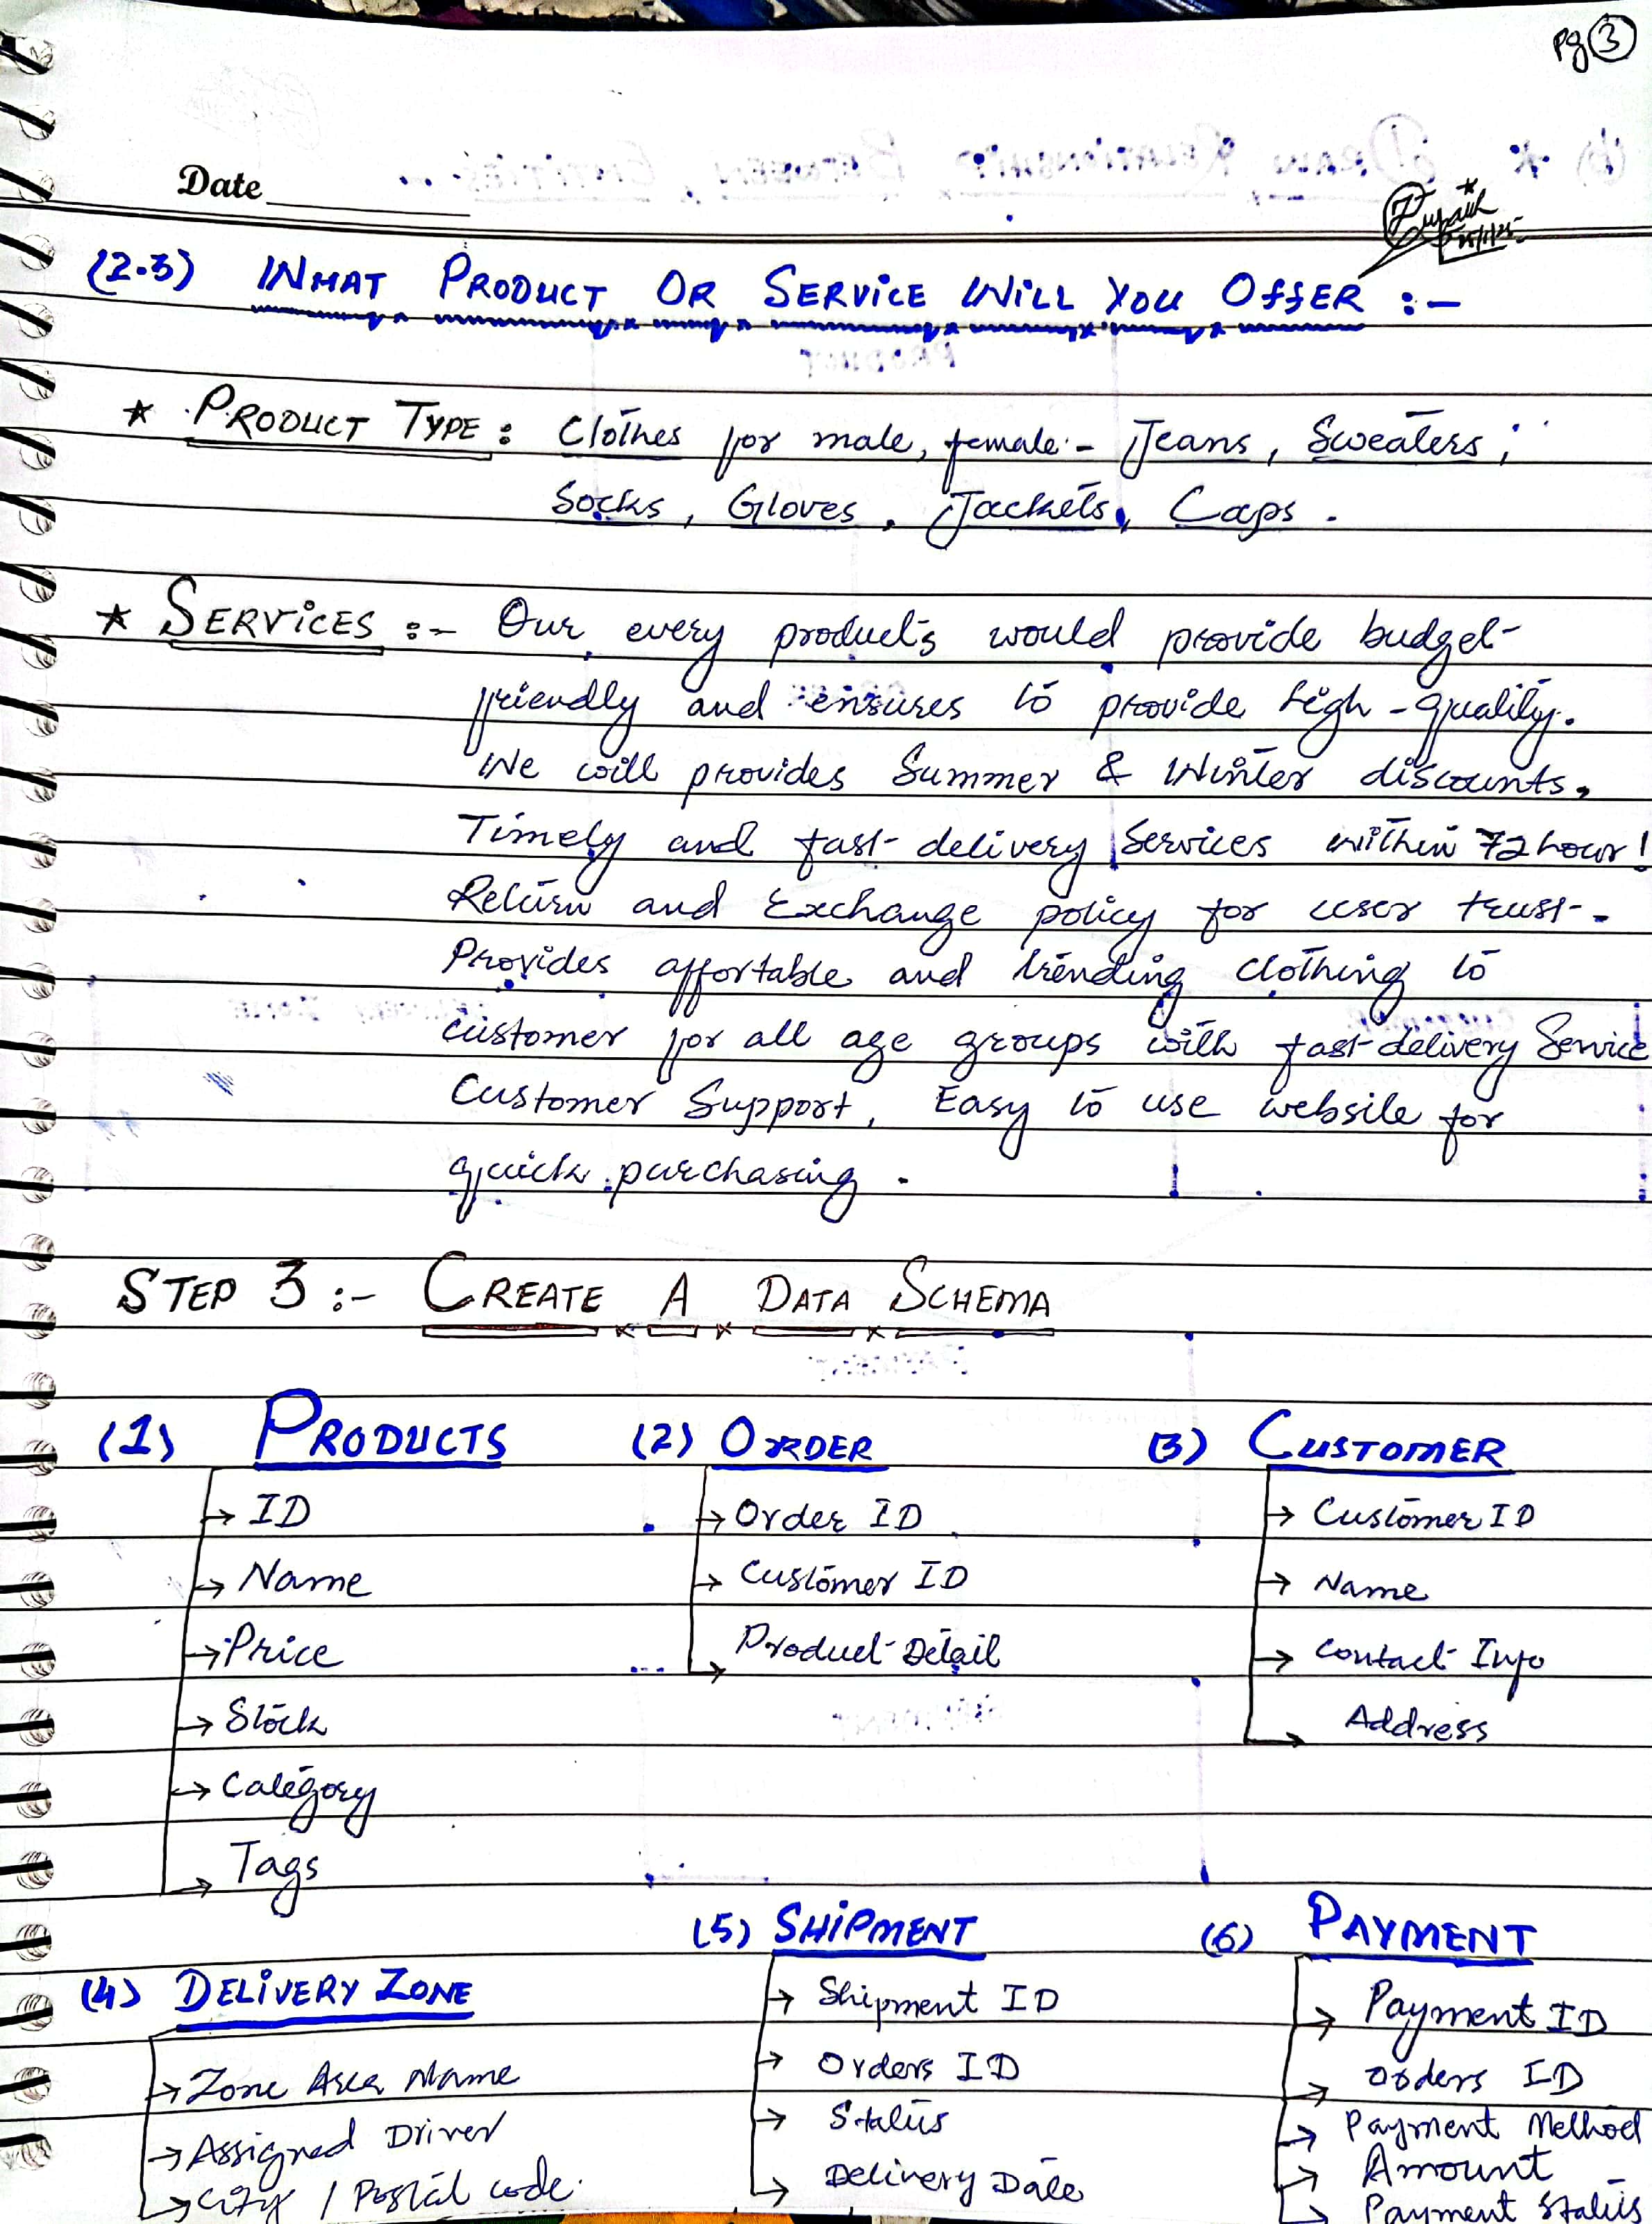 Pg 3
Date
15/1/25
(2.3) WHAT PRODUCT OR SERVICE WILL YOU OFFER :-
* PRODUCT TYPE : Clothes for male, female - Jeans, Sweaters,
Socks, Gloves, Jackets, Caps.
* SERVICES :- Our every products would provide budget-
friendly and ensures to provide high-quality.
We will provides Summer & Winter discounts.
Timely and fast-delivery Services within 72 hour!
Return and Exchange policy for user trust.
Provides affortable and trending clothing to
customer for all age groups with fast-delivery Service
Customer Support, Easy to use website for
quick purchasing.
STEP 3 :- CREATE A DATA SCHEMA
(1) PRODUCTS
→ ID
→ Name
→ Price
→ Stock
→ Category
→ Tags
(2) ORDER
→ Order ID
→ Customer ID
→ Product Detail
(3) CUSTOMER
→ Customer ID
→ Name
→ Contact Info
→ Address
(4) DELIVERY ZONE
→ Zone Area Name
→ Assigned Driver
→ City / Postal code.
(5) SHIPMENT
→ Shipment ID
→ Orders ID
→ Status
→ Delivery Date
(6) PAYMENT
→ Payment ID
→ Orders ID
→ Payment Method
→ Amount
→ Payment Status